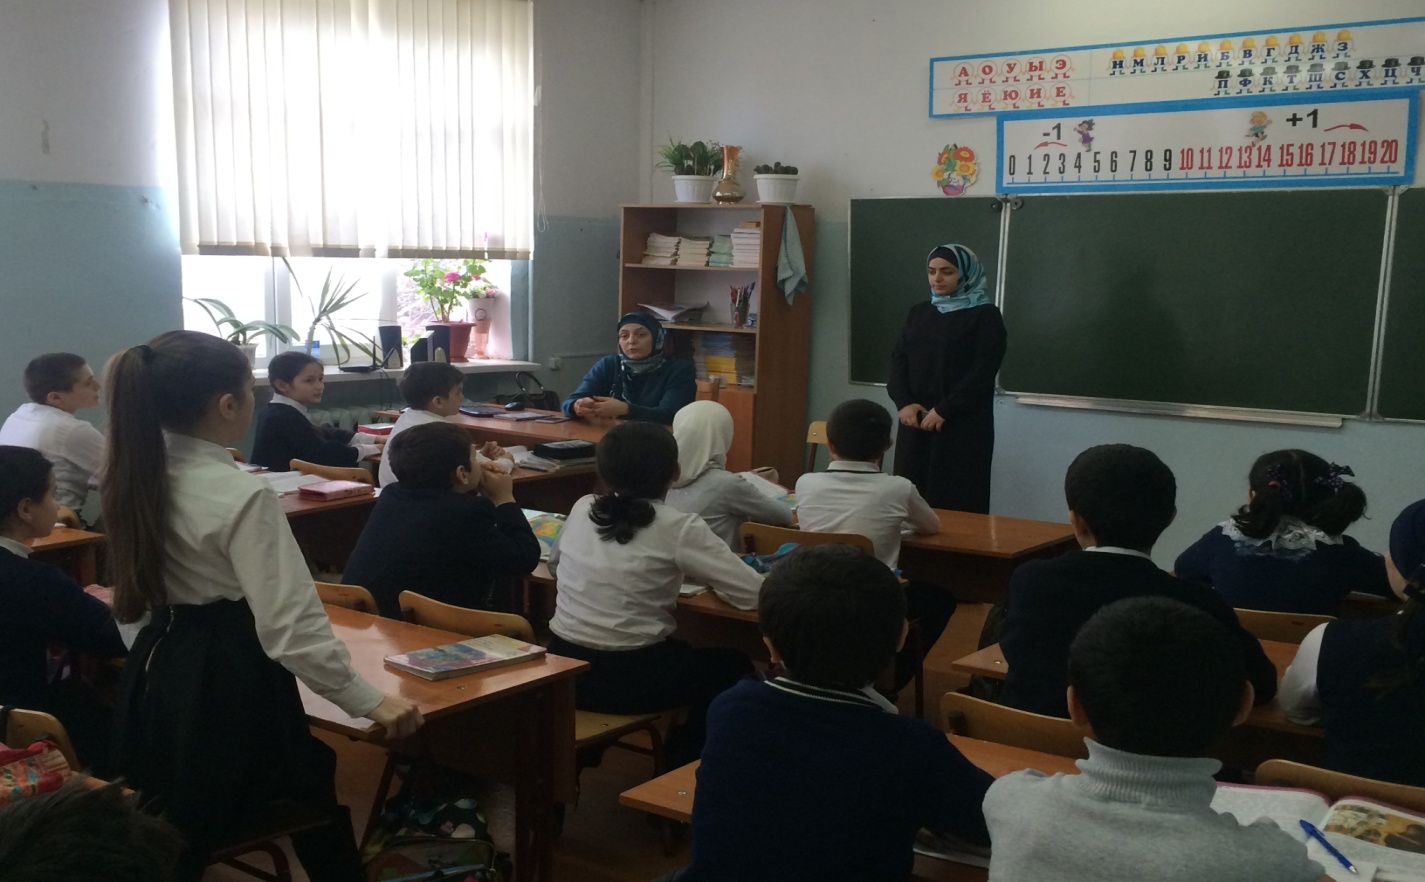 А О У Ы Э
Я Ё Ю И Е
Н М Л Р Й Б В Г Д Ж З
П Ф К Т Ш С Х Ц Ч
-1 +1
0 1 2 3 4 5 6 7 8 9 10 11 12 13 14 15 16 17 18 19 20